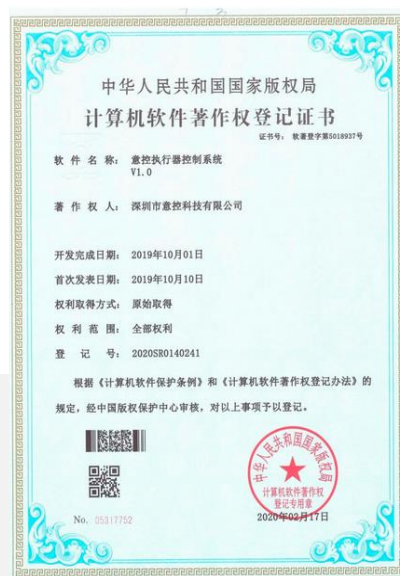 中华人民共和国国家版权局
计算机软件著作权登记证书
证书号： 软著登字第5018937号
软件名称： 意控执行器控制系统
V1.0
著作权人： 深圳市意控科技有限公司
开发完成日期： 2019年10月01日
首次发表日期： 2019年10月10日
权利取得方式： 原始取得
权利范围： 全部权利
登记号： 2020SR0140241
根据《计算机软件保护条例》和《计算机软件著作权登记办法》的
规定，经中国版权保护中心审核，对以上事项予以登记。
中华人民共和国国家版权局
计算机软件著作权
登记专用章
No. 05317752
2020年02月17日